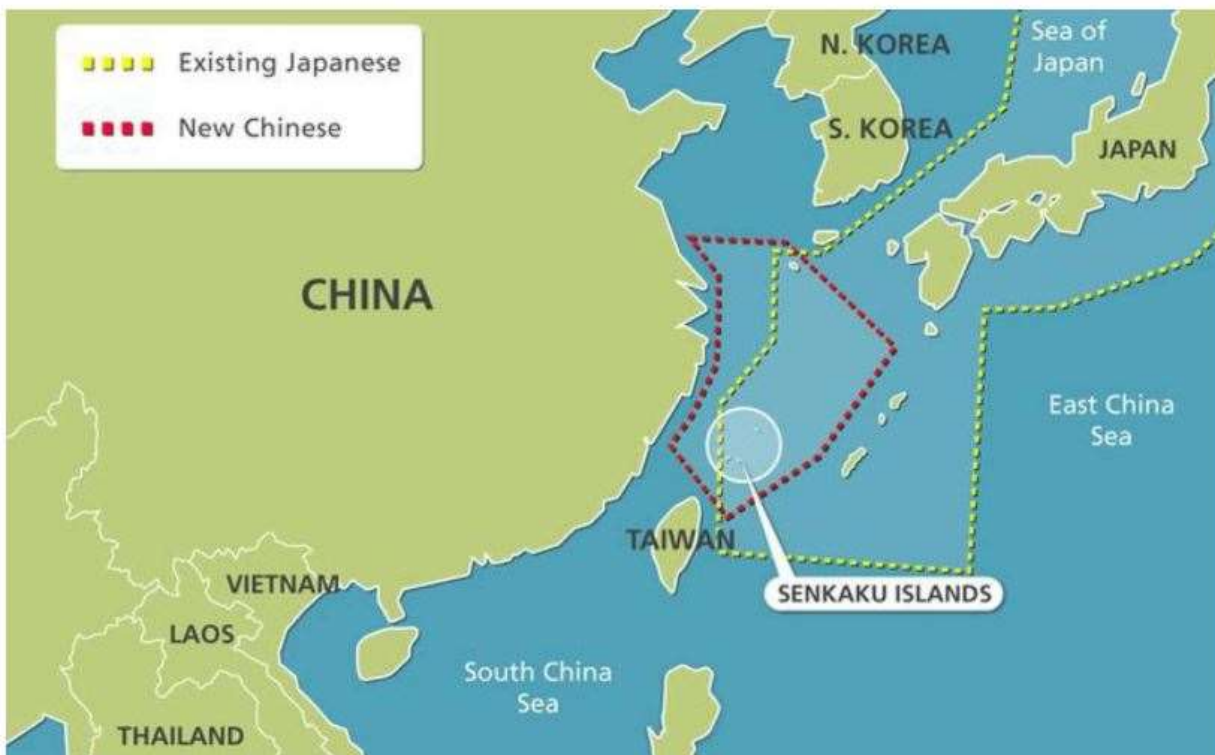 Existing Japanese
New Chinese
N. KOREA
Sea of
Japan
S. KOREA
JAPAN
CHINA
East China
Sea
TAIWAN
VIETNAM
SENKAKU ISLANDS
LAOS
South China
Sea
THAILAND